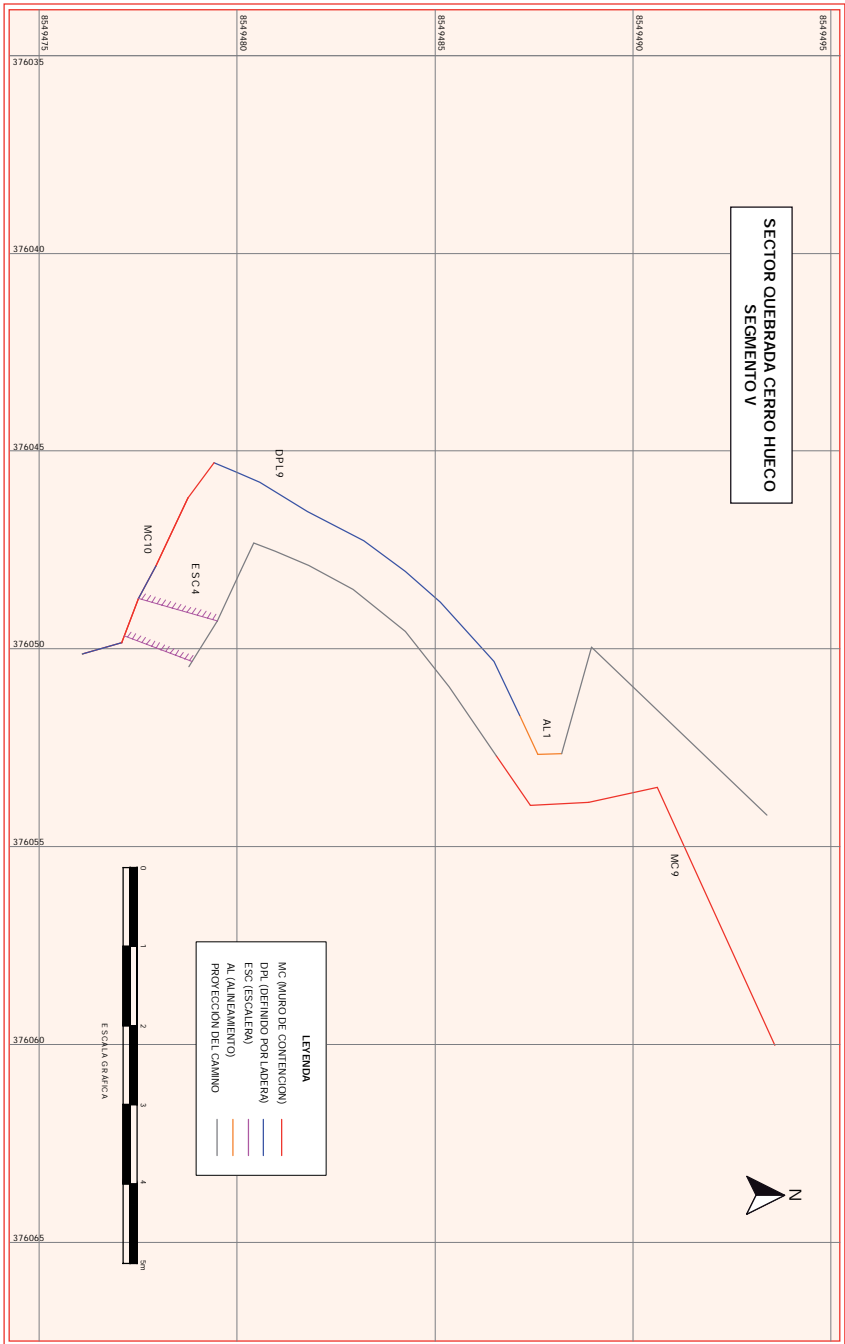 SECTOR QUEBRADA CERRO HUECO
SEGMENTO V
8549495
8549490
8549485
8549480
8549475
376035
376040
376045
376050
376055
376060
376065
DPL9
MC10
ESC4
AL1
MC9
N
LEYENDA
MC (MURO DE CONTENCION)
DPL (DEFINIDO POR LADERA)
ESC (ESCALERA)
AL (ALINEAMIENTO)
PROYECCIÓN DEL CAMINO
0 1 2 3 4 5m
ESCALA GRÁFICA